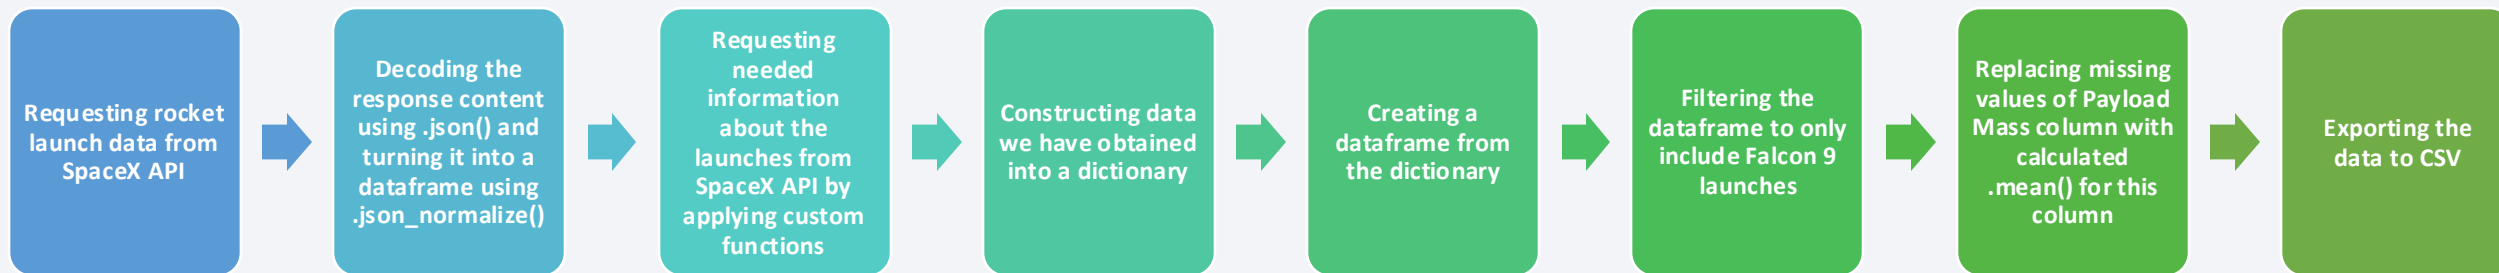 Requesting rocket
launch data from
SpaceX API
Decoding the
response content
using .json() and
turning it into a
dataframe using
.json_normalize()
Requesting
needed
information
about the
launches from
SpaceX API by
applying custom
functions
Constructing data
we have obtained
into a dictionary
Creating a
dataframe from
the dictionary
Filtering the
dataframe to only
include Falcon 9
launches
Replacing missing
values of Payload
Mass column with
calculated
.mean() for this
column
Exporting the
data to CSV